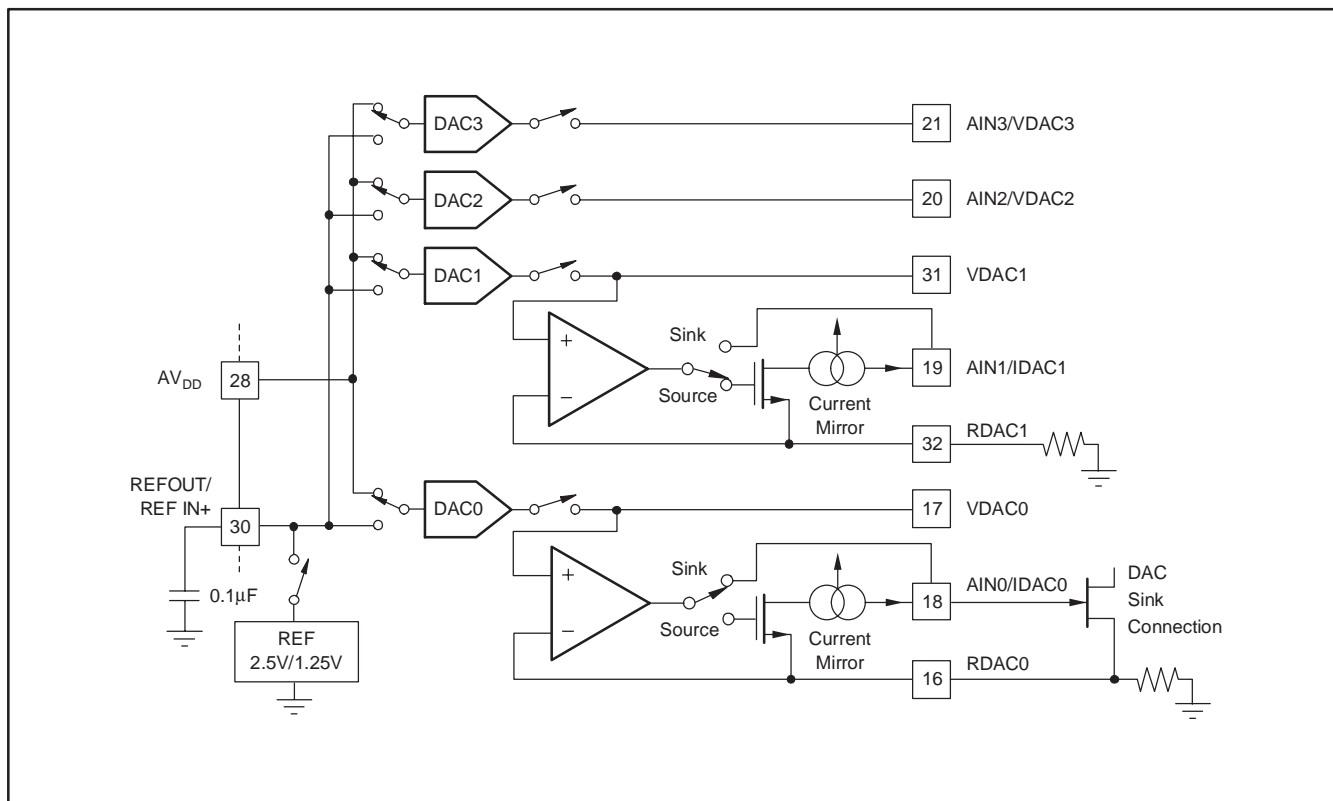 DAC3
21
AIN3/VDAC3
DAC2
20
AIN2/VDAC2
DAC1
31
VDAC1
+
−
Sink
Source
Current
Mirror
19
AIN1/IDAC1
32
RDAC1
AVDD
28
REFOUT/
REF IN+
30
0.1µF
REF
2.5V/1.25V
DAC0
17
VDAC0
+
−
Sink
Source
Current
Mirror
18
AIN0/IDAC0
DAC
Sink
Connection
16
RDAC0